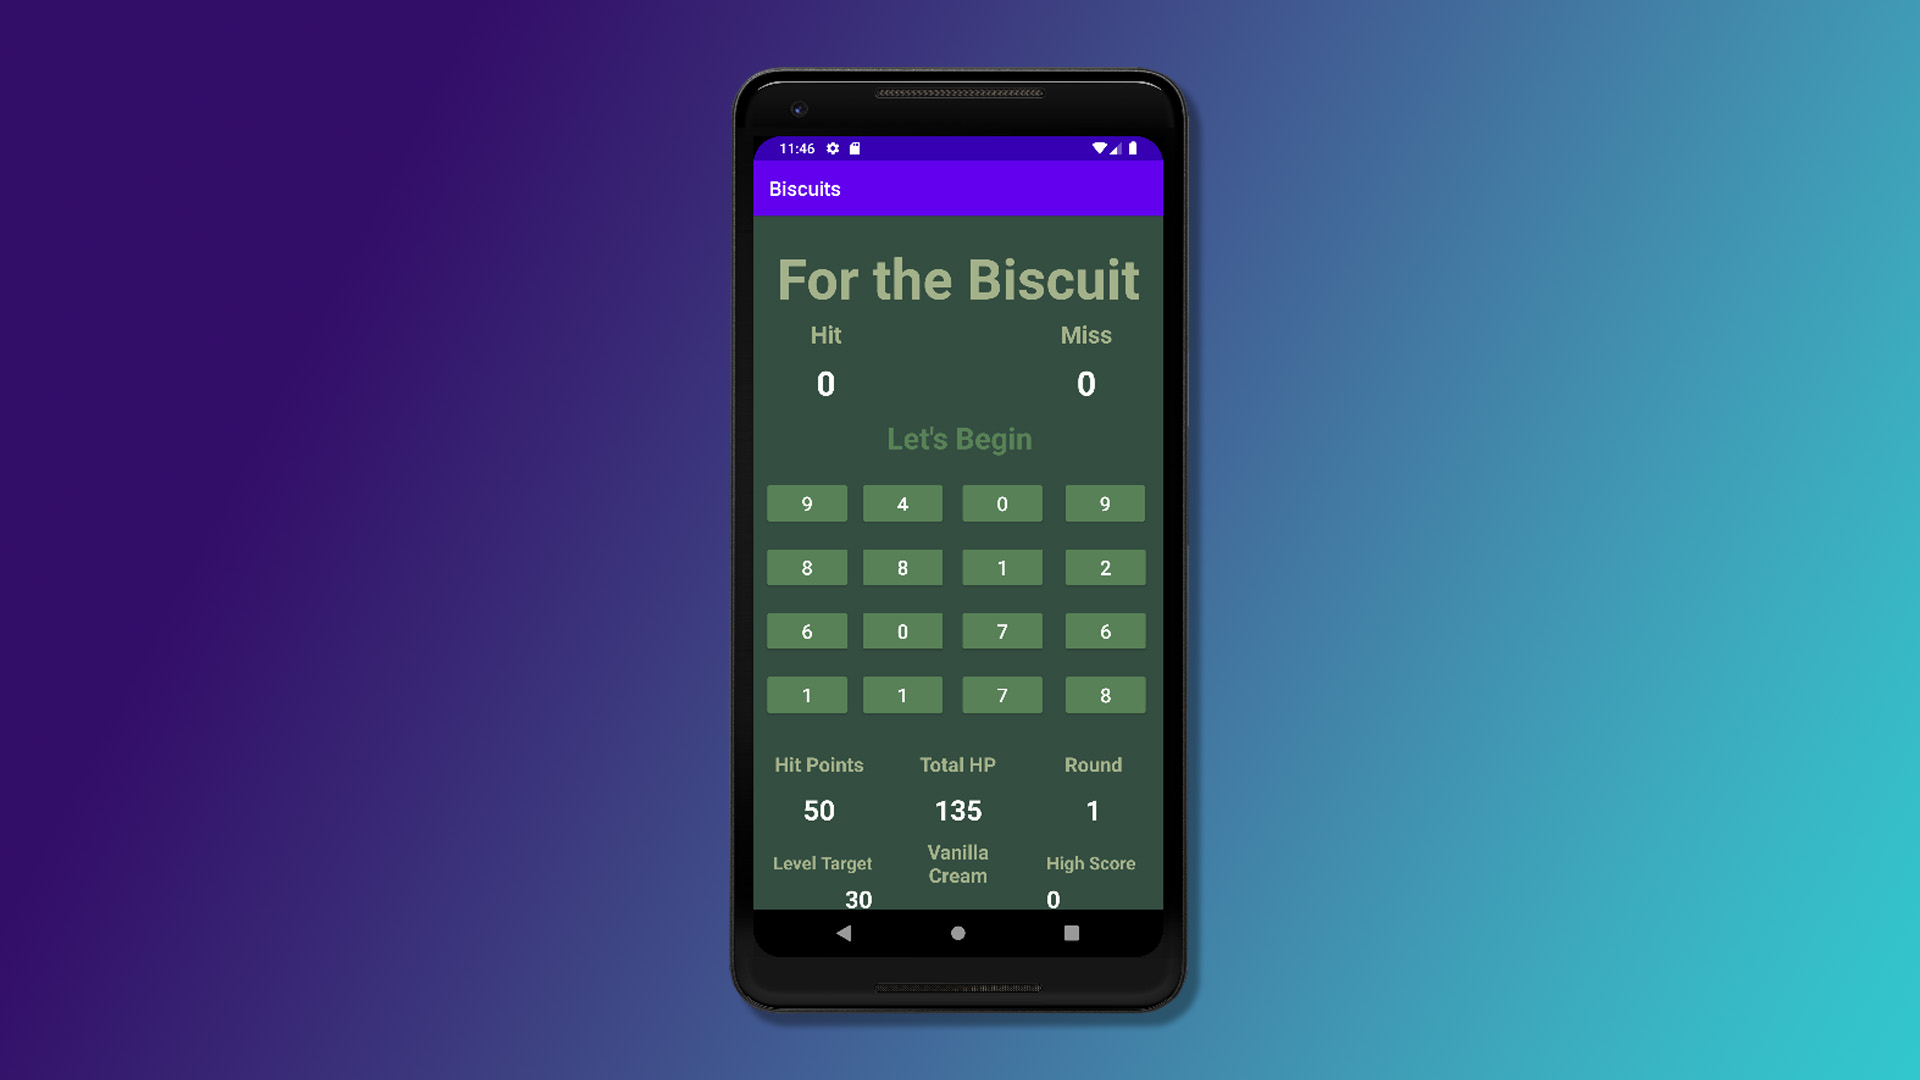 11:46
Biscuits
For the Biscuit
Hit Miss
0 0
Let's Begin
9 4 0 9
8 8 1 2
6 0 7 6
1 1 7 8
Hit Points Total HP Round
50 135 1
Level Target Vanilla Cream High Score
30 0